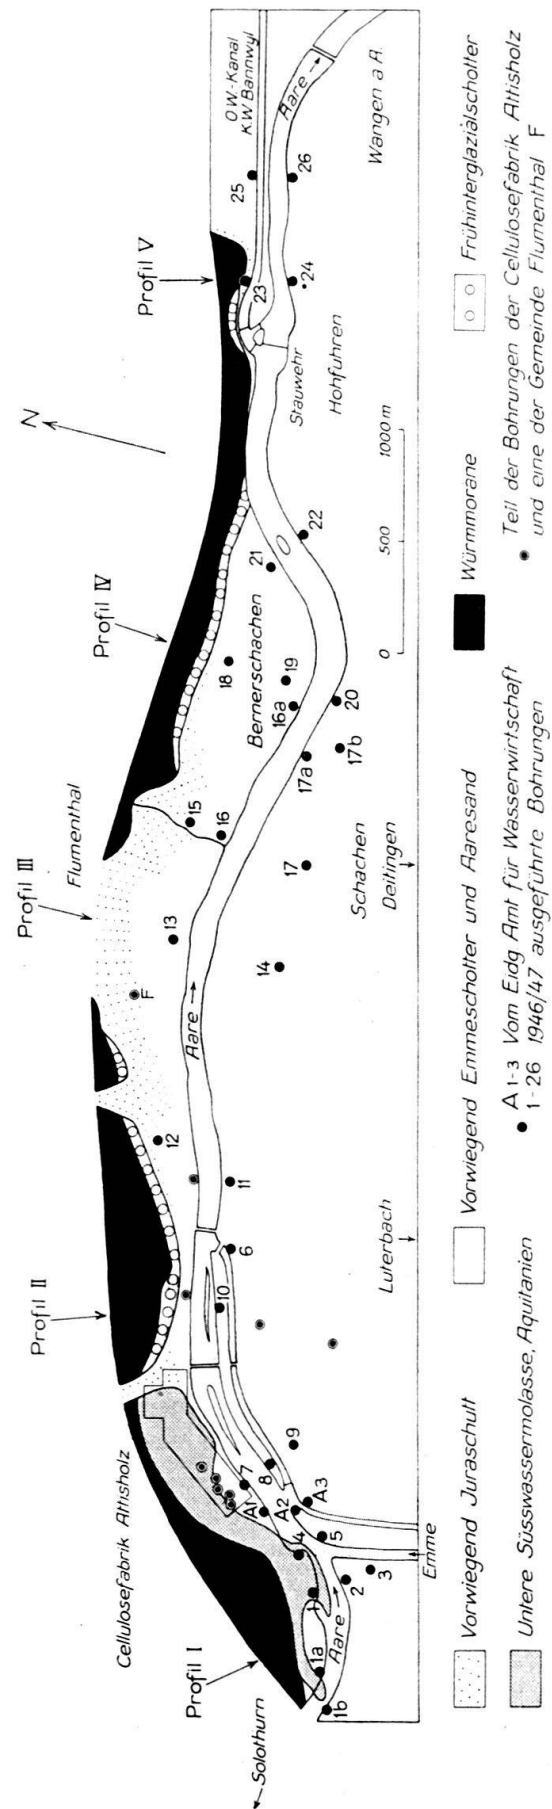 Profil I
Profil II
Profil III
Profil IV
Profil V
N
←Solothurn
Cellulosefabrik Attisholz
Flumenthal
Bernerschachen
O W.-Kanal
K.W. Bannwyl
Aare →
Aare →
Aare →
Emme
Luterbach
Schachen
Deitingen
Stauwehr
Hohfuhren
Wangen a A.
1b
1a
1
2
3
4
5
A1
A2
A3
7
8
9
10
6
11
12
F
13
14
15
16
17
17a
17b
16a
18
19
20
21
22
23
24
25
26
0 500 1000 m
Vorwiegend Juraschutt
Vorwiegend Emmeschotter und Aaresand
Würmmorane
Frühinterglaziälschotter
Untere Süsswassermolasse, Aquitanien
A 1-3 Vom Eidg Amt für Wasserwirtschaft
1-26 1946/47 ausgeführte Bohrungen
Teil der Bohrungen der Cellulosefabrik Attisholz
und eine der Gemeinde Flumenthal F